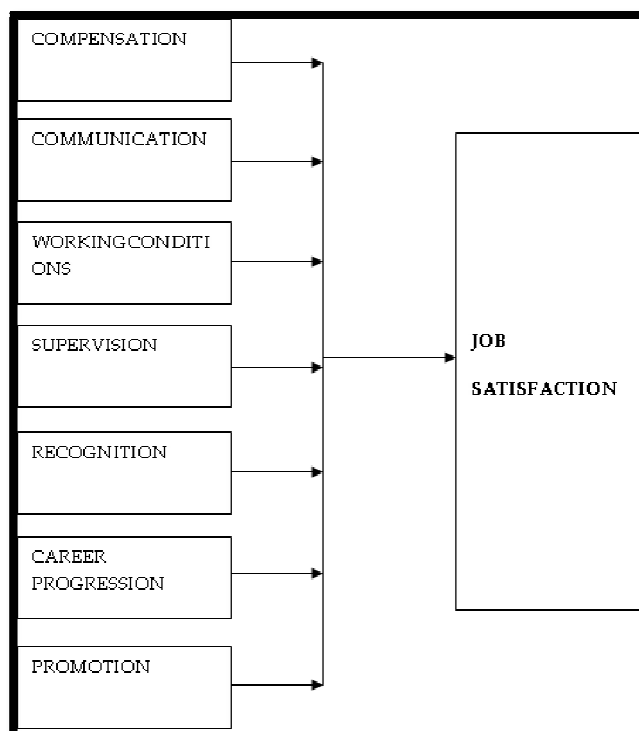 COMPENSATION
COMMUNICATION
WORKINGCONDITI
ONS
SUPERVISION
RECOGNITION
CAREER
PROGRESSION
PROMOTION
JOB
SATISFACTION